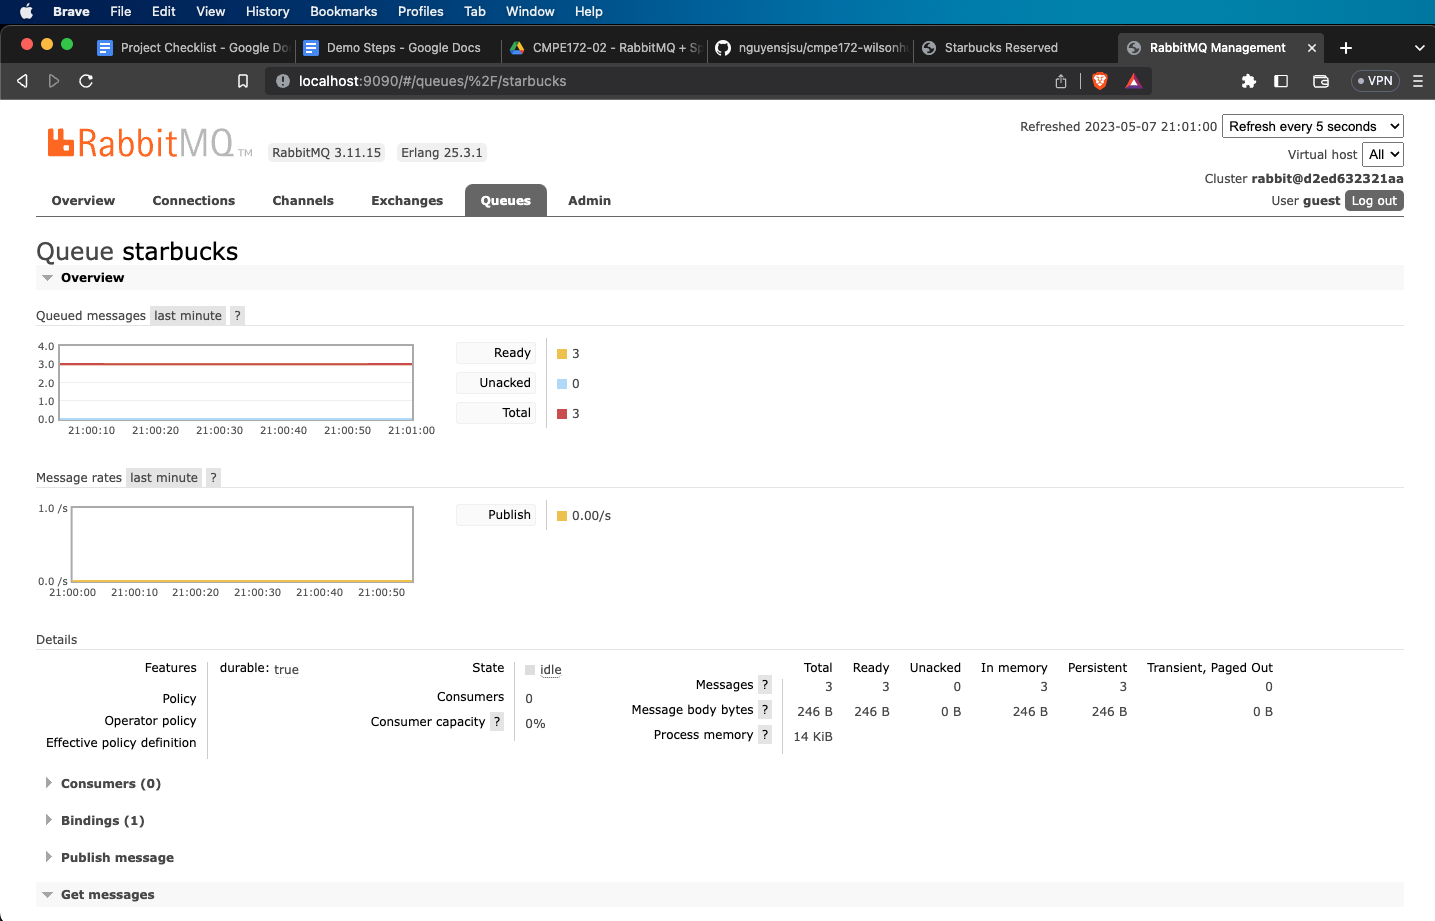 Brave File Edit View History Bookmarks Profiles Tab Window Help
Project Checklist - Google Do
Demo Steps - Google Docs
CMPE172-02 - RabbitMQ + Sp
nguyensjsu/cmpe172-wilsonh
Starbucks Reserved
RabbitMQ Management
localhost:9090/#/queues/%2F/starbucks
VPN
RabbitMQ TM
RabbitMQ 3.11.15 Erlang 25.3.1
Refreshed 2023-05-07 21:01:00 Refresh every 5 seconds
Virtual host All
Cluster rabbit@d2ed632321aa
User guest Log out
Overview Connections Channels Exchanges Queues Admin
Queue starbucks
Overview
Queued messages last minute ?
4.0
3.0
2.0
1.0
0.0
21:00:10 21:00:20 21:00:30 21:00:40 21:00:50 21:01:00
Ready 3
Unacked 0
Total 3
Message rates last minute ?
1.0 /s
0.0 /s
21:00:00 21:00:10 21:00:20 21:00:30 21:00:40 21:00:50
Publish 0.00/s
Details
Features durable: true
Policy
Operator policy
Effective policy definition
State idle
Consumers 0
Consumer capacity ? 0%
Total Ready Unacked In memory Persistent Transient, Paged Out
Messages ? 3 3 0 3 3 0
Message body bytes ? 246 B 246 B 0 B 246 B 246 B 0 B
Process memory ? 14 KiB
Consumers (0)
Bindings (1)
Publish message
Get messages